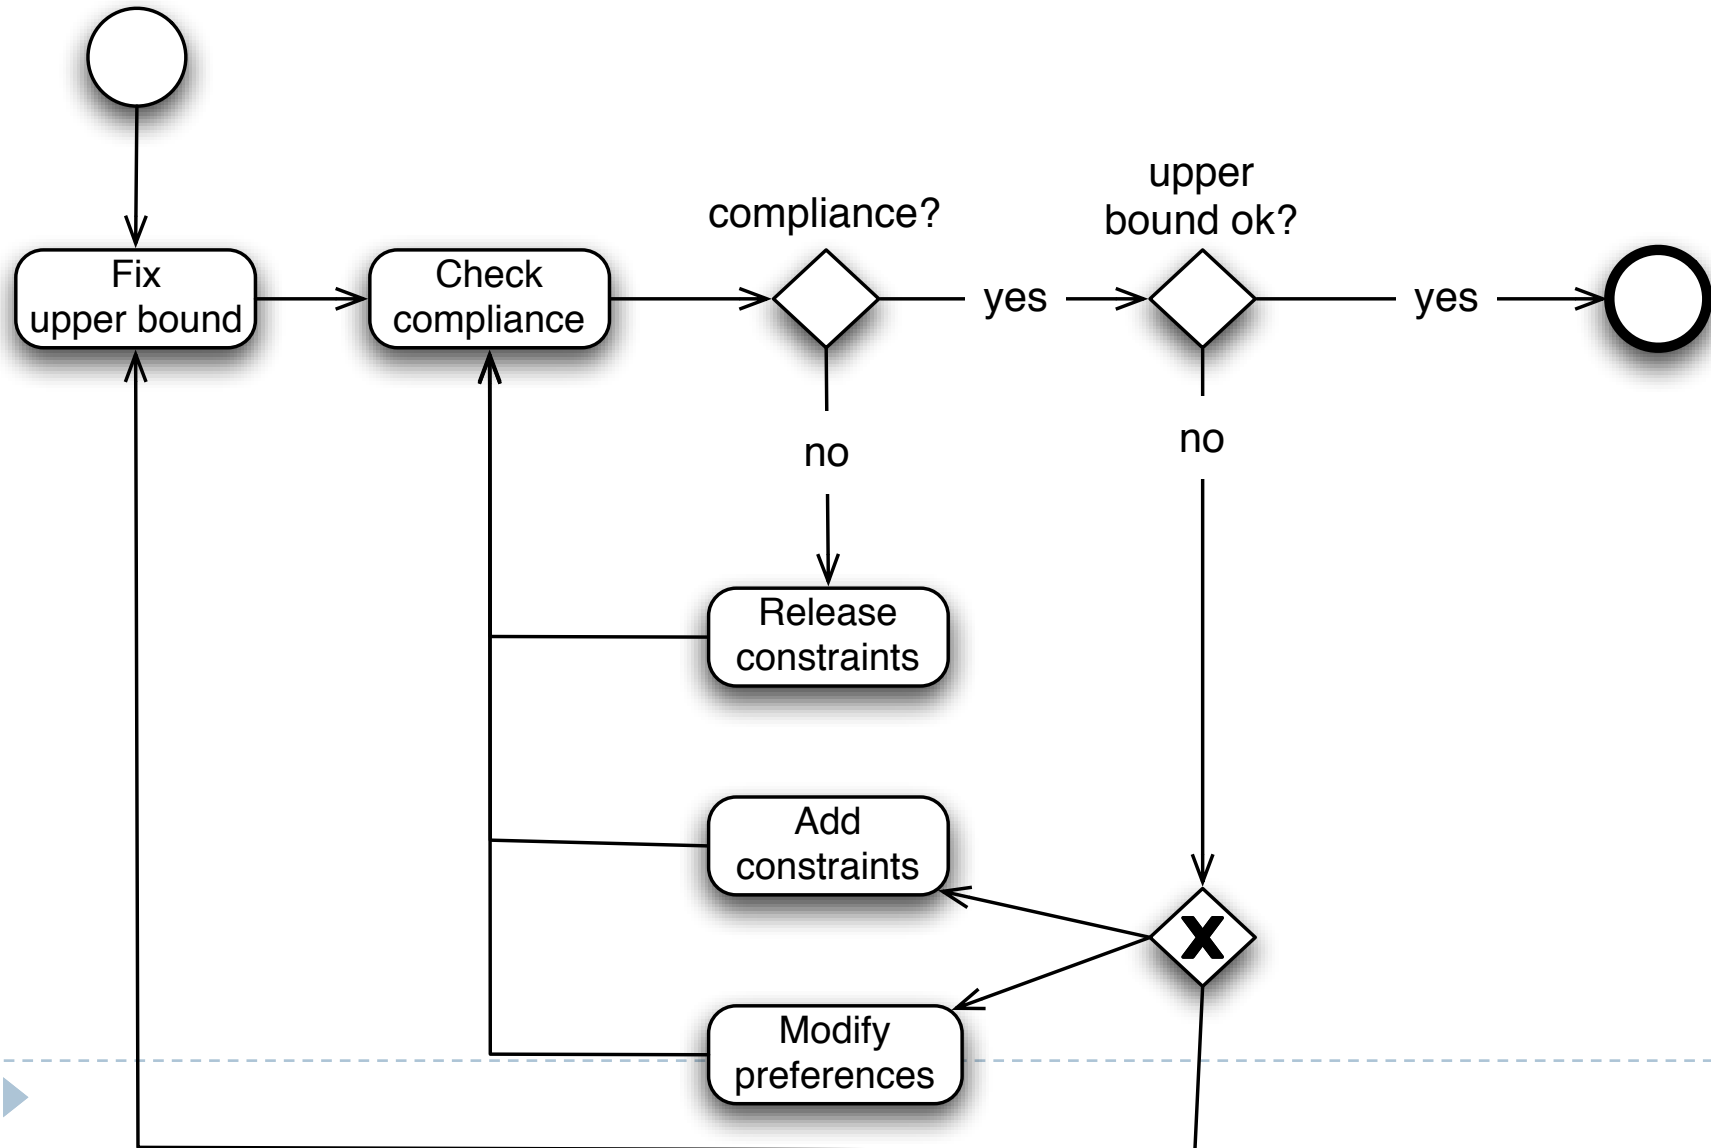 upper
bound ok?
compliance?
Fix
upper bound
Check
compliance
yes
yes
no
no
Release
constraints
Add
constraints
X
Modify
preferences